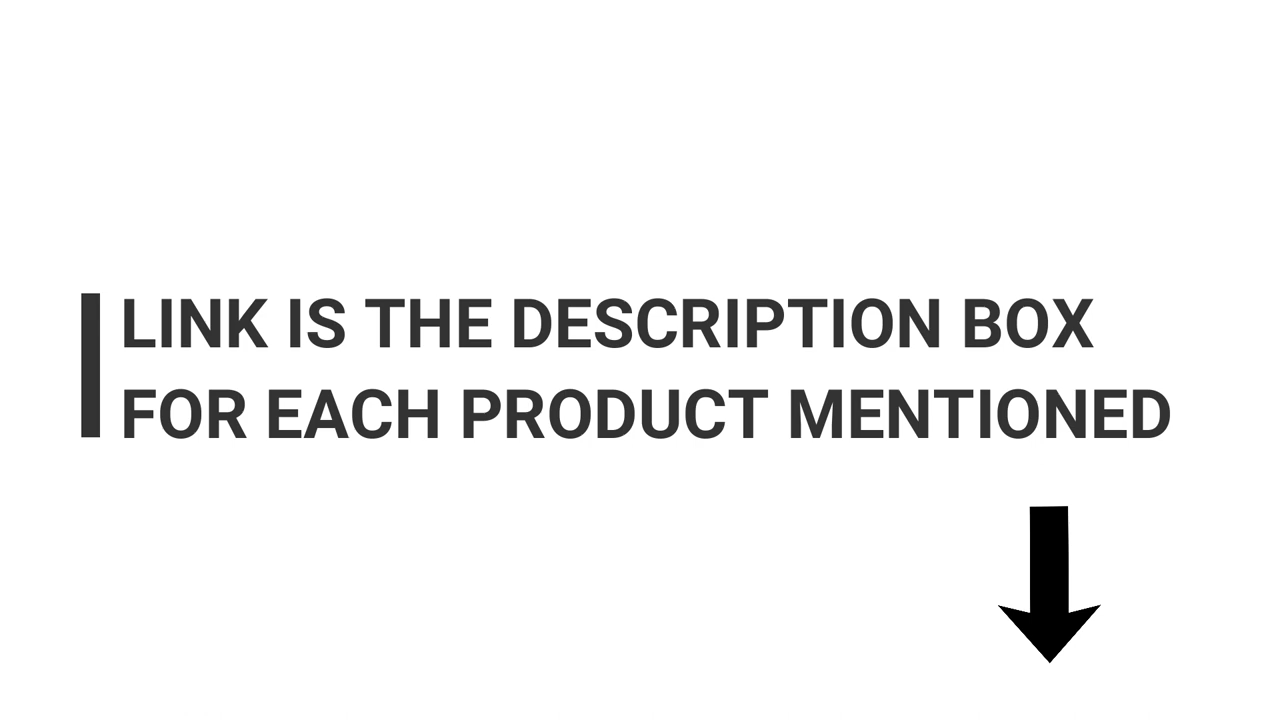 LINK IS THE DESCRIPTION BOX
FOR EACH PRODUCT MENTIONED